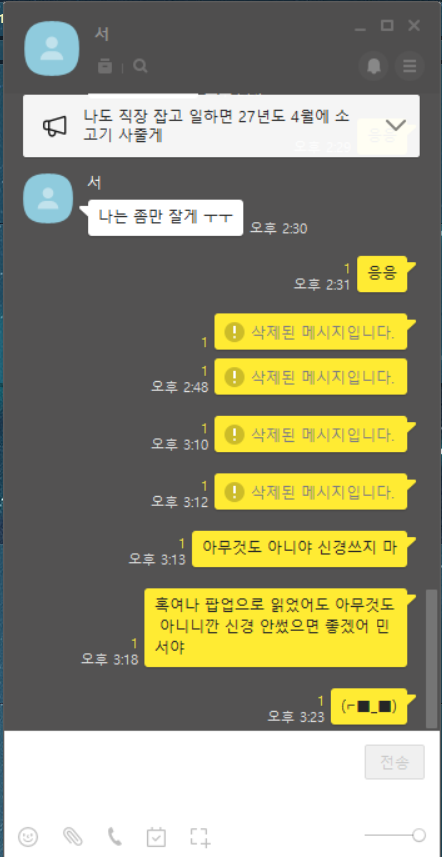 서
나도 직장 잡고 일하면 27년도 4월에 소
고기 사줄게
응응
오후 2:29
서
나는 좀만 잘게 ㅜㅜ
오후 2:30
1
오후 2:31
응응
삭제된 메시지입니다.
1
1
오후 2:48
삭제된 메시지입니다.
1
오후 3:10
삭제된 메시지입니다.
1
오후 3:12
삭제된 메시지입니다.
1
오후 3:13
아무것도 아니야 신경쓰지 마
혹여나 팝업으로 읽었어도 아무것도
아니니깐 신경 안썼으면 좋겠어 민
서야
1
오후 3:18
1
오후 3:23
(⌐■_■)
전송